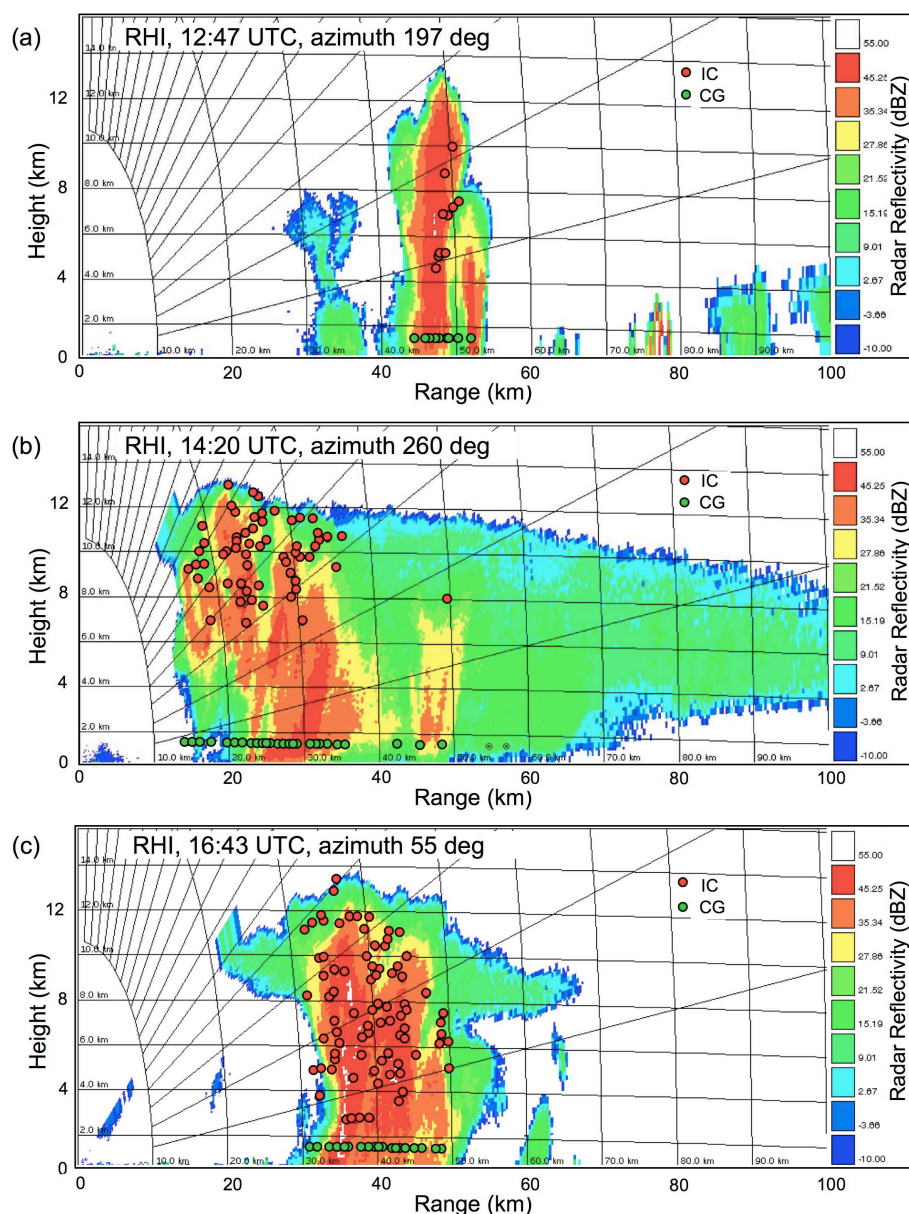 (a)
RHI, 12:47 UTC, azimuth 197 deg
IC
CG
Height (km)
12
8
4
0
14.0 km
12.0 km
10.0 km
8.0 km
6.0 km
4.0 km
2.0 km
10.0 km
20.0 km
30.0 km
40.0 km
50.0 km
60.0 km
70.0 km
80.0 km
90.0 km
0
20
40
60
80
100
Range (km)
55.00
45.25
35.34
27.86
21.52
15.19
9.01
2.67
-3.66
-10.00
Radar Reflectivity (dBZ)
(b)
RHI, 14:20 UTC, azimuth 260 deg
IC
CG
Height (km)
12
8
4
0
14.0 km
12.0 km
10.0 km
8.0 km
6.0 km
4.0 km
2.0 km
10.0 km
20.0 km
30.0 km
40.0 km
50.0 km
60.0 km
70.0 km
80.0 km
90.0 km
0
20
40
60
80
100
Range (km)
55.00
45.25
35.34
27.86
21.52
15.19
9.01
2.67
-3.66
-10.00
Radar Reflectivity (dBZ)
(c)
RHI, 16:43 UTC, azimuth 55 deg
IC
CG
Height (km)
12
8
4
0
14.0 km
12.0 km
10.0 km
8.0 km
6.0 km
4.0 km
2.0 km
10.0 km
20.0 km
30.0 km
40.0 km
50.0 km
60.0 km
70.0 km
80.0 km
90.0 km
0
20
40
60
80
100
Range (km)
55.00
45.25
35.34
27.86
21.52
15.19
9.01
2.67
-3.66
-10.00
Radar Reflectivity (dBZ)